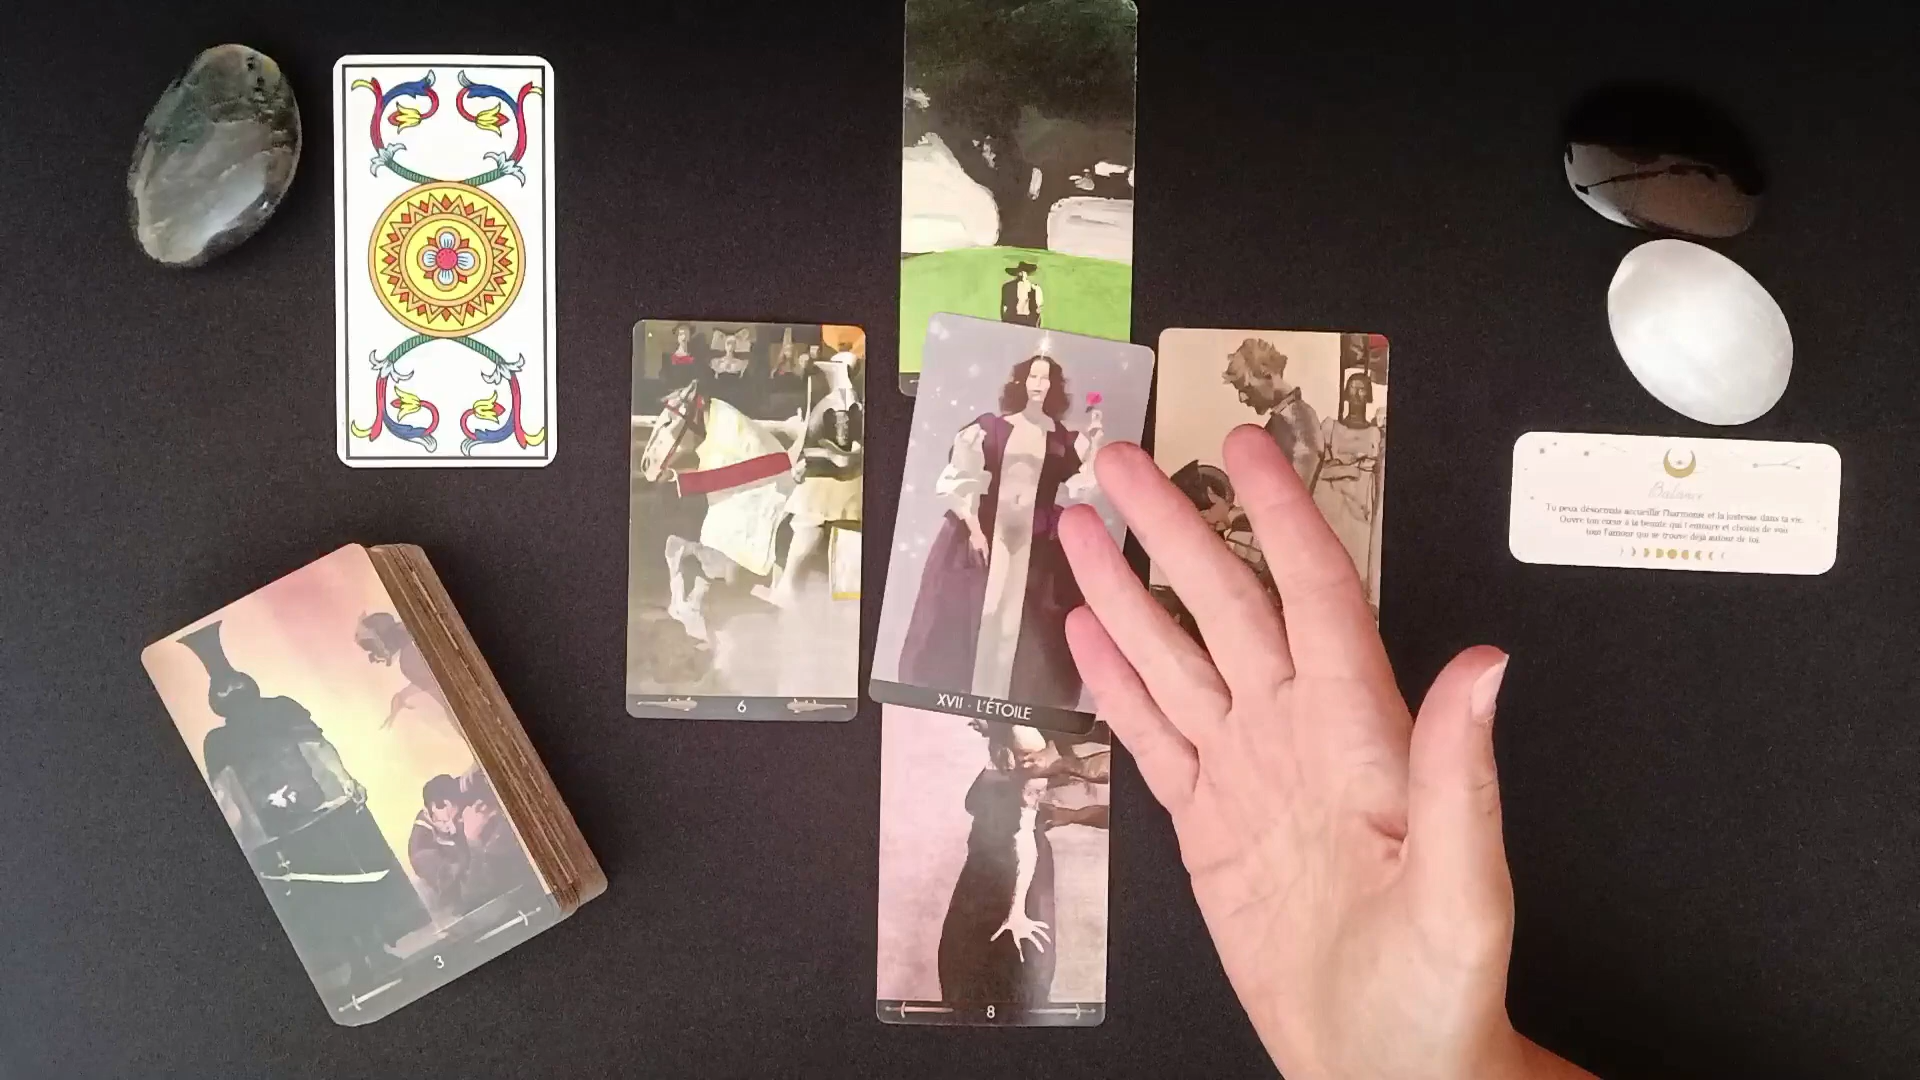 Balance
Tu peux désormais accueillir l'harmonie et la justesse dans ta vie.
Ouvre ton cœur à la beauté qui t'entoure et choisis de voir
tout l'amour qui se trouve déjà autour de toi.
6
XVII · L'ÉTOILE
3
8